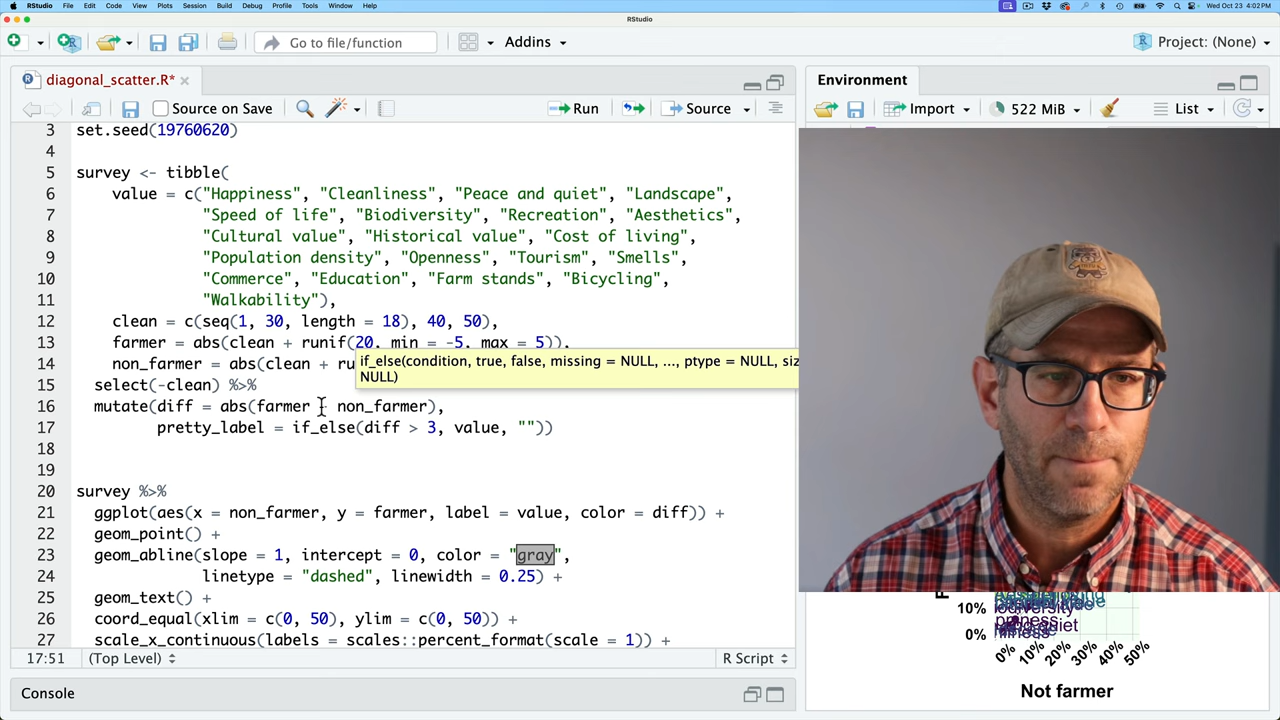 RStudio File Edit Code View Plots Session Build Debug Profile Tools Window Help Wed Oct 23 4:02 PM
RStudio
Go to file/function Addins Project: (None)
diagonal_scatter.R* Environment
Source on Save Run Source Import 522 MiB List
3 set.seed(19760620)
4
5 survey <- tibble(
6 value = c("Happiness", "Cleanliness", "Peace and quiet", "Landscape",
7 "Speed of life", "Biodiversity", "Recreation", "Aesthetics",
8 "Cultural value", "Historical value", "Cost of living",
9 "Population density", "Openness", "Tourism", "Smells",
10 "Commerce", "Education", "Farm stands", "Bicycling",
11 "Walkability"),
12 clean = c(seq(1, 30, length = 18), 40, 50),
13 farmer = abs(clean + runif(20, min = -5, max = 5)),
if_else(condition, true, false, missing = NULL, ..., ptype = NULL, siz
NULL)
14 non_farmer = abs(clean + ru
15 select(-clean) %>%
16 mutate(diff = abs(farmer - non_farmer),
17 pretty_label = if_else(diff > 3, value, ""))
18
19
20 survey %>%
21 ggplot(aes(x = non_farmer, y = farmer, label = value, color = diff)) +
22 geom_point() +
23 geom_abline(slope = 1, intercept = 0, color = "gray",
24 linetype = "dashed", linewidth = 0.25) +
25 geom_text() +
26 coord_equal(xlim = c(0, 50), ylim = c(0, 50)) +
27 scale_x_continuous(labels = scales::percent_format(scale = 1)) +
17:51 (Top Level) R Script
Console
10%
0%
0% 10% 20% 30% 40% 50%
Not farmer